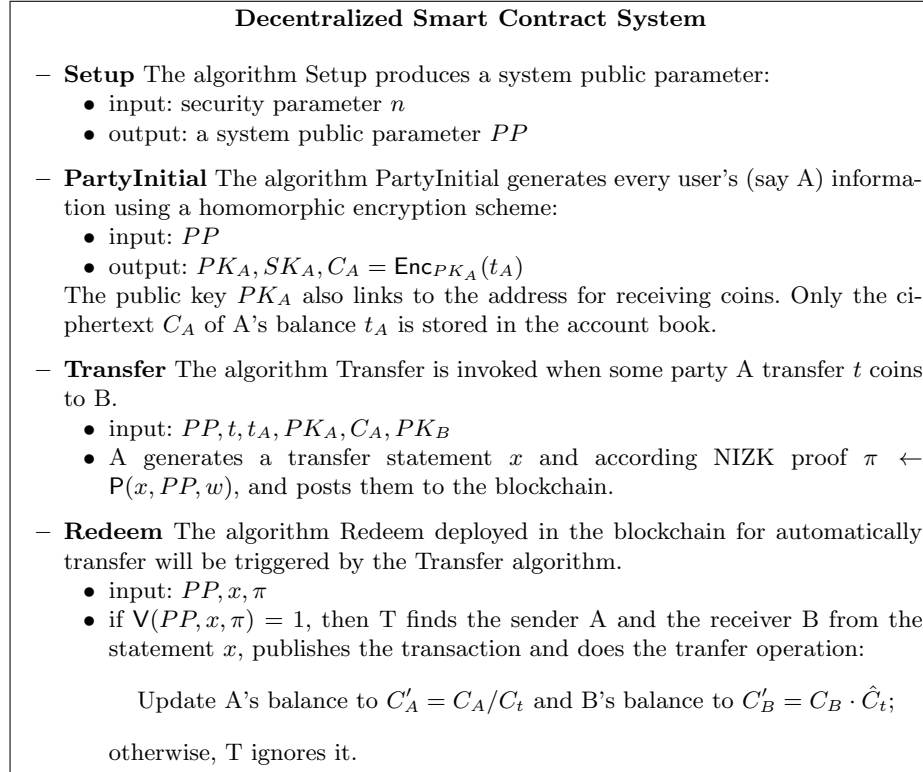 Decentralized Smart Contract System
– Setup The algorithm Setup produces a system public parameter:
• input: security parameter n
• output: a system public parameter PP
– PartyInitial The algorithm PartyInitial generates every user's (say A) informa-
tion using a homomorphic encryption scheme:
• input: PP
• output: PK_A, SK_A, C_A = Enc_{PK_A}(t_A)
The public key PK_A also links to the address for receiving coins. Only the ci-
phertext C_A of A's balance t_A is stored in the account book.
– Transfer The algorithm Transfer is invoked when some party A transfer t coins
to B.
• input: PP, t, t_A, PK_A, C_A, PK_B
• A generates a transfer statement x and according NIZK proof π ←
P(x, PP, w), and posts them to the blockchain.
– Redeem The algorithm Redeem deployed in the blockchain for automatically
transfer will be triggered by the Transfer algorithm.
• input: PP, x, π
• if V(PP, x, π) = 1, then T finds the sender A and the receiver B from the
statement x, publishes the transaction and does the tranfer operation:
Update A's balance to C'_A = C_A/C_t and B's balance to C'_B = C_B · Ĉ_t;
otherwise, T ignores it.